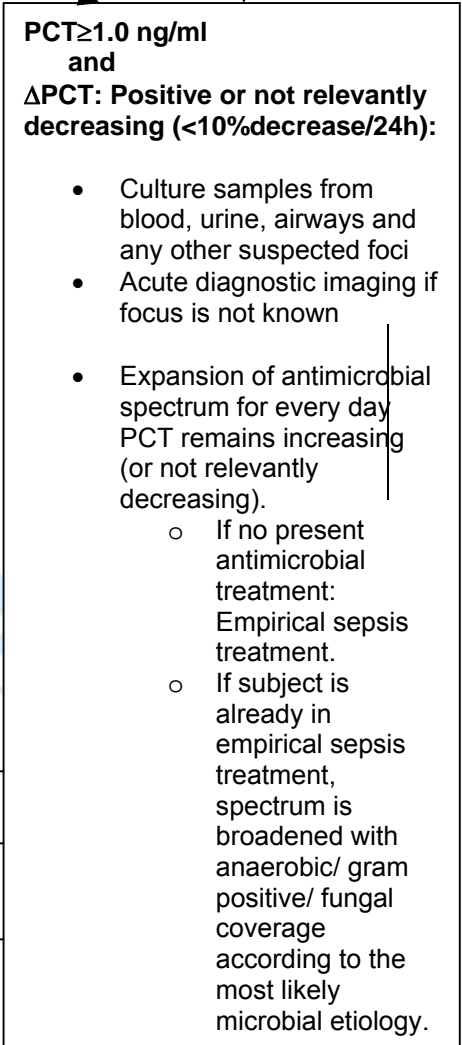 PCT≥1.0 ng/ml
and
ΔPCT: Positive or not relevantly
decreasing (<10%decrease/24h):
• Culture samples from
blood, urine, airways and
any other suspected foci
• Acute diagnostic imaging if
focus is not known
• Expansion of antimicrobial
spectrum for every day
PCT remains increasing
(or not relevantly
decreasing).
o If no present
antimicrobial
treatment:
Empirical sepsis
treatment.
o If subject is
already in
empirical sepsis
treatment,
spectrum is
broadened with
anaerobic/ gram
positive/ fungal
coverage
according to the
most likely
microbial etiology.